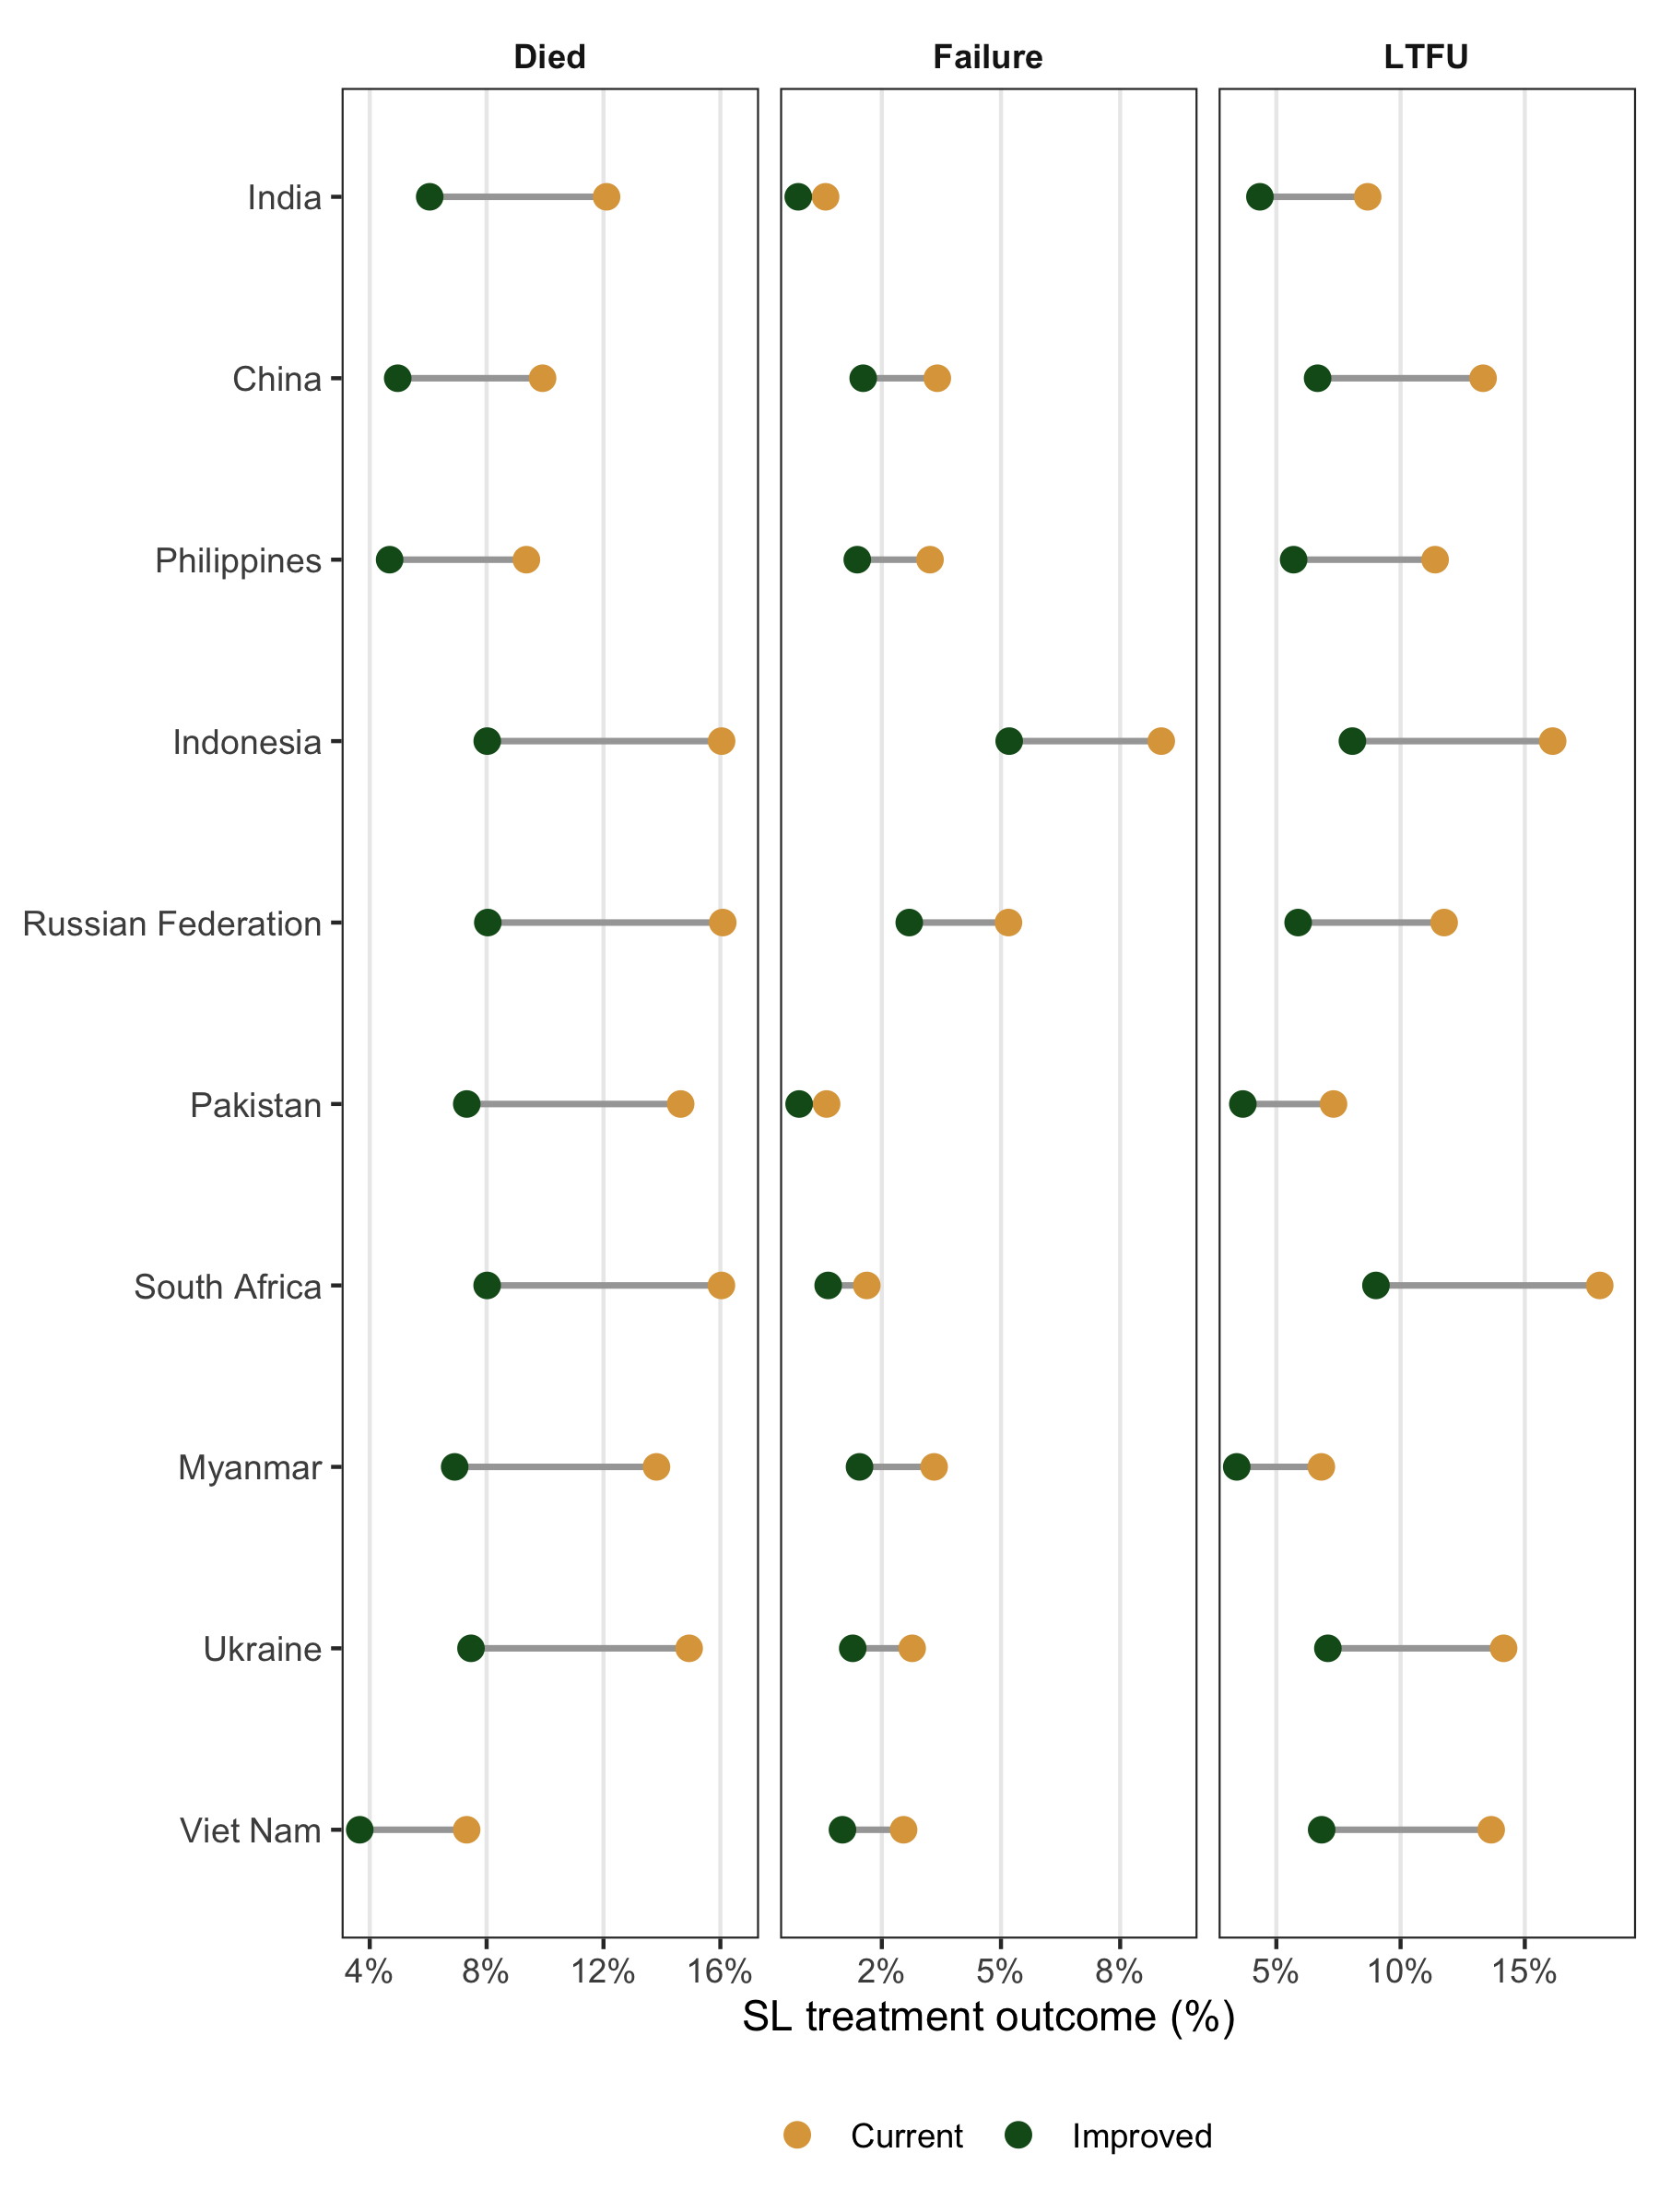 Died Failure LTFU
India
China
Philippines
Indonesia
Russian Federation
Pakistan
South Africa
Myanmar
Ukraine
Viet Nam
4% 8% 12% 16% 2% 5% 8% 5% 10% 15%
SL treatment outcome (%)
Current Improved